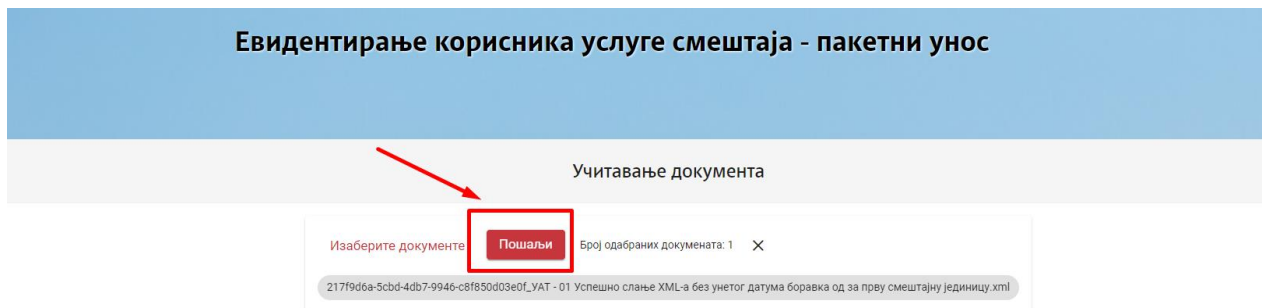 Евидентирање корисника услуге смештаја - пакетни унос
Учитавање документа
Изаберите документе Пошаљи Број одабраних докумената: 1 ✕
217f9d6a-5cbd-4db7-9946-c8f850d03e0f_УАТ - 01 Успешно слање XML-а без унетог датума боравка од за прву смештајну јединицу.xml